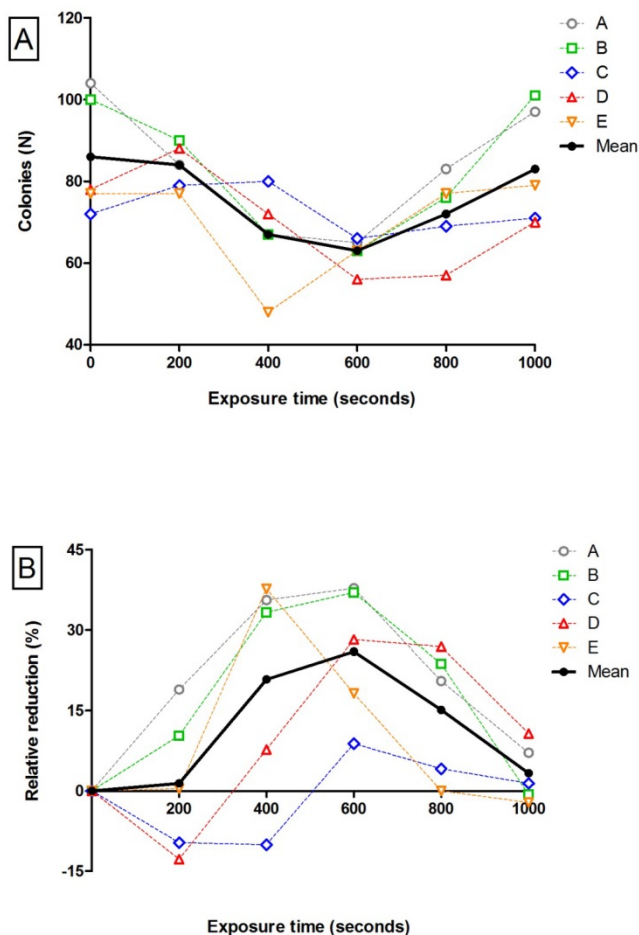 A
120
100
80
60
40
Colonies (N)
0 200 400 600 800 1000
Exposure time (seconds)
A
B
C
D
E
Mean
B
45
30
15
0
-15
Relative reduction (%)
200 400 600 800 1000
Exposure time (seconds)
A
B
C
D
E
Mean